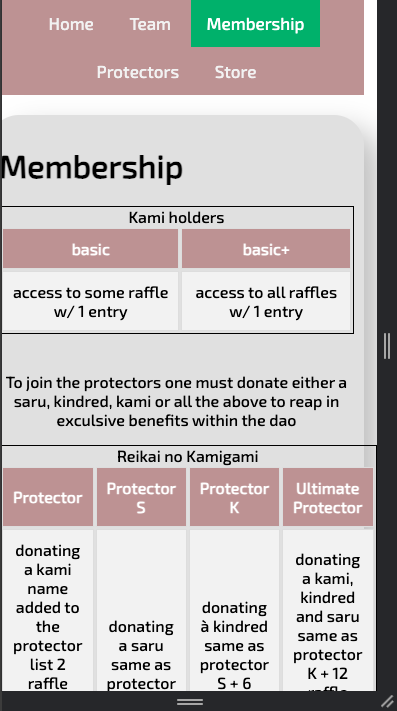 Home Team Membership
Protectors Store
Membership
Kami holders
basic basic+
access to some raffle
w/ 1 entry
access to all raffles
w/ 1 entry
To join the protectors one must donate either a
saru, kindred, kami or all the above to reap in
exculsive benefits within the dao
Reikai no Kamigami
Protector
Protector
S
Protector
K
Ultimate
Protector
donating
a kami
name
added to
the
protector
list 2
raffle
donating
a saru
same as
protector
donating
à kindred
same as
protector
S + 6
donating
a kami,
kindred
and saru
same as
protector
K + 12
raffle